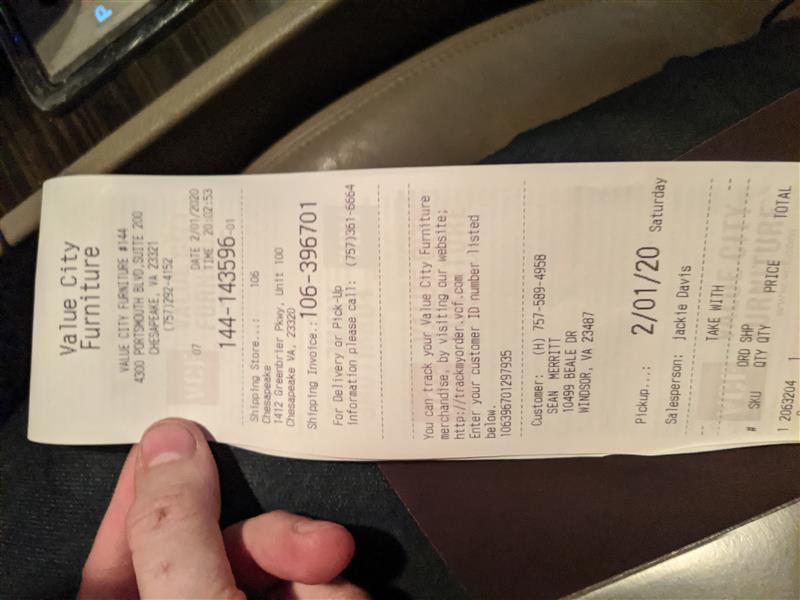 Value City
Furniture
VALUE CITY FURNITURE #144
4300 PORTSMOUTH BLVD,SUITE 200
CHESAPEAKE, VA 23321
(757)292-4152
07 DATE 2/01/2020
TIME 20:02:53
144-143596-01
Shipping Store...: 106
Chesapeake
1412 Greenbrier Pkwy, Unit 100
Chesapeake VA, 23320
Shipping Invoice.:106-396701
For Delivery or Pick-Up
Information please call: (757)361-6664
You can track your Value City Furniture
merchandise, by visiting our website;
http://trackmyorder.vcf.com
Enter your customer ID number listed
below.
106396701297935
Customer: (H) 757-589-4958
SEAN MERRITT
10499 BEALE DR
WINDSOR, VA 23487
Pickup...: 2/01/20 Saturday
Salesperson: Jackie Davis
TAKE WITH
ORD SHP
# SKU QTY QTY PRICE TOTAL
1 2063204 1
P